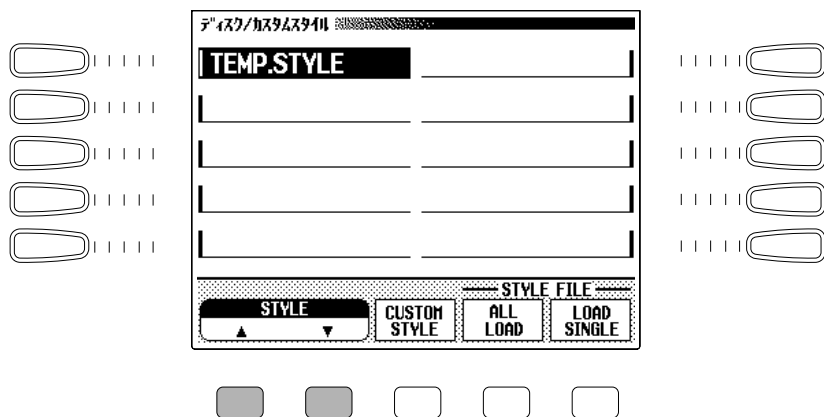 ディスク/カスタムスタイル
TEMP.STYLE
STYLE FILE
STYLE
▲ ▼
CUSTOM
STYLE
ALL
LOAD
LOAD
SINGLE